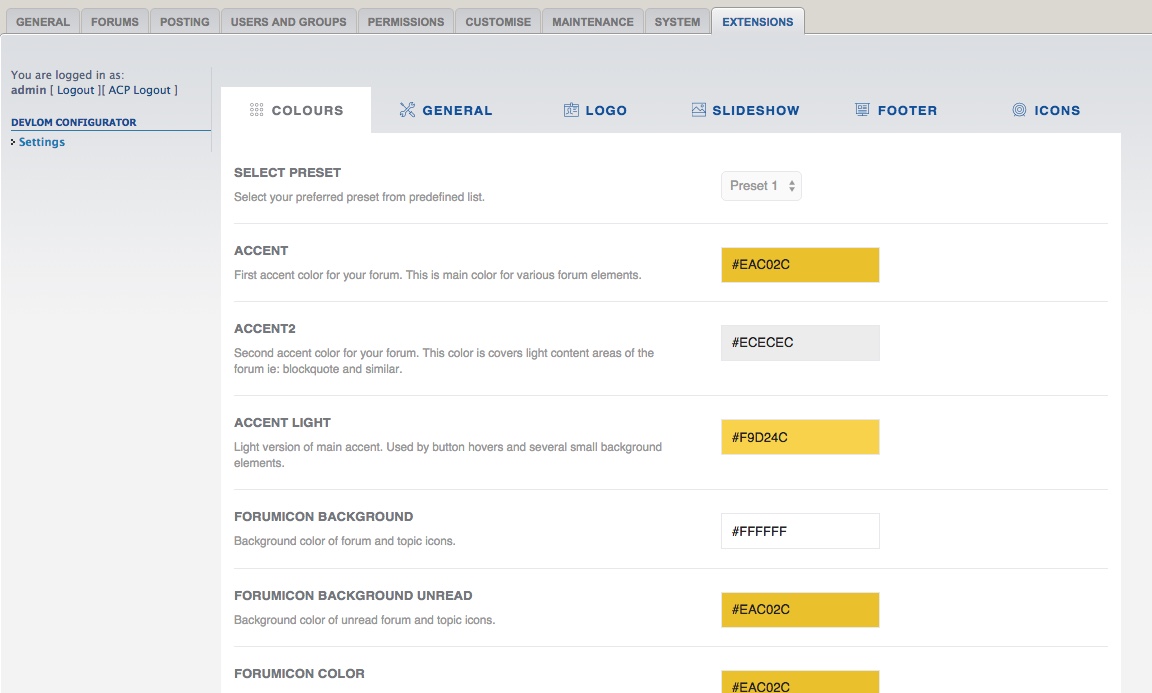 GENERAL FORUMS POSTING USERS AND GROUPS PERMISSIONS CUSTOMISE MAINTENANCE SYSTEM EXTENSIONS
You are logged in as:
admin [ Logout ][ ACP Logout ]
DEVLOM CONFIGURATOR
Settings
COLOURS GENERAL LOGO SLIDESHOW FOOTER ICONS
SELECT PRESET
Select your preferred preset from predefined list.
Preset 1
ACCENT
First accent color for your forum. This is main color for various forum elements.
#EAC02C
ACCENT2
Second accent color for your forum. This color is covers light content areas of the
forum ie: blockquote and similar.
#ECECEC
ACCENT LIGHT
Light version of main accent. Used by button hovers and several small background
elements.
#F9D24C
FORUMICON BACKGROUND
Background color of forum and topic icons.
#FFFFFF
FORUMICON BACKGROUND UNREAD
Background color of unread forum and topic icons.
#EAC02C
FORUMICON COLOR
#EAC02C